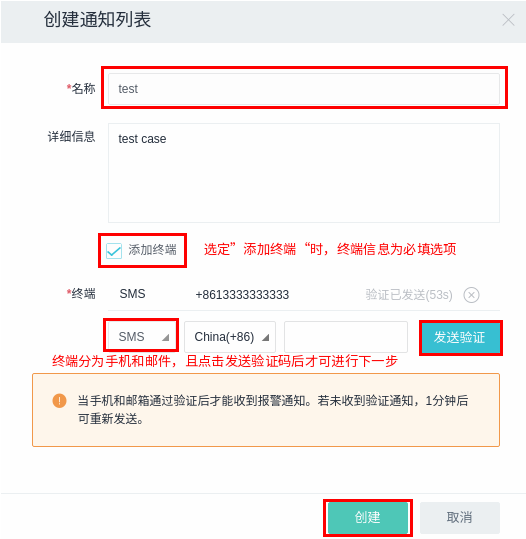 创建通知列表
*名称
test
详细信息
test case
添加终端 选定”添加终端“时，终端信息为必填选项
*终端 SMS +8613333333333 验证已发送(53s)
SMS China(+86) 发送验证
终端分为手机和邮件，且点击发送验证码后才可进行下一步
当手机和邮箱通过验证后才能收到报警通知。若未收到验证通知，1分钟后
可重新发送。
创建 取消